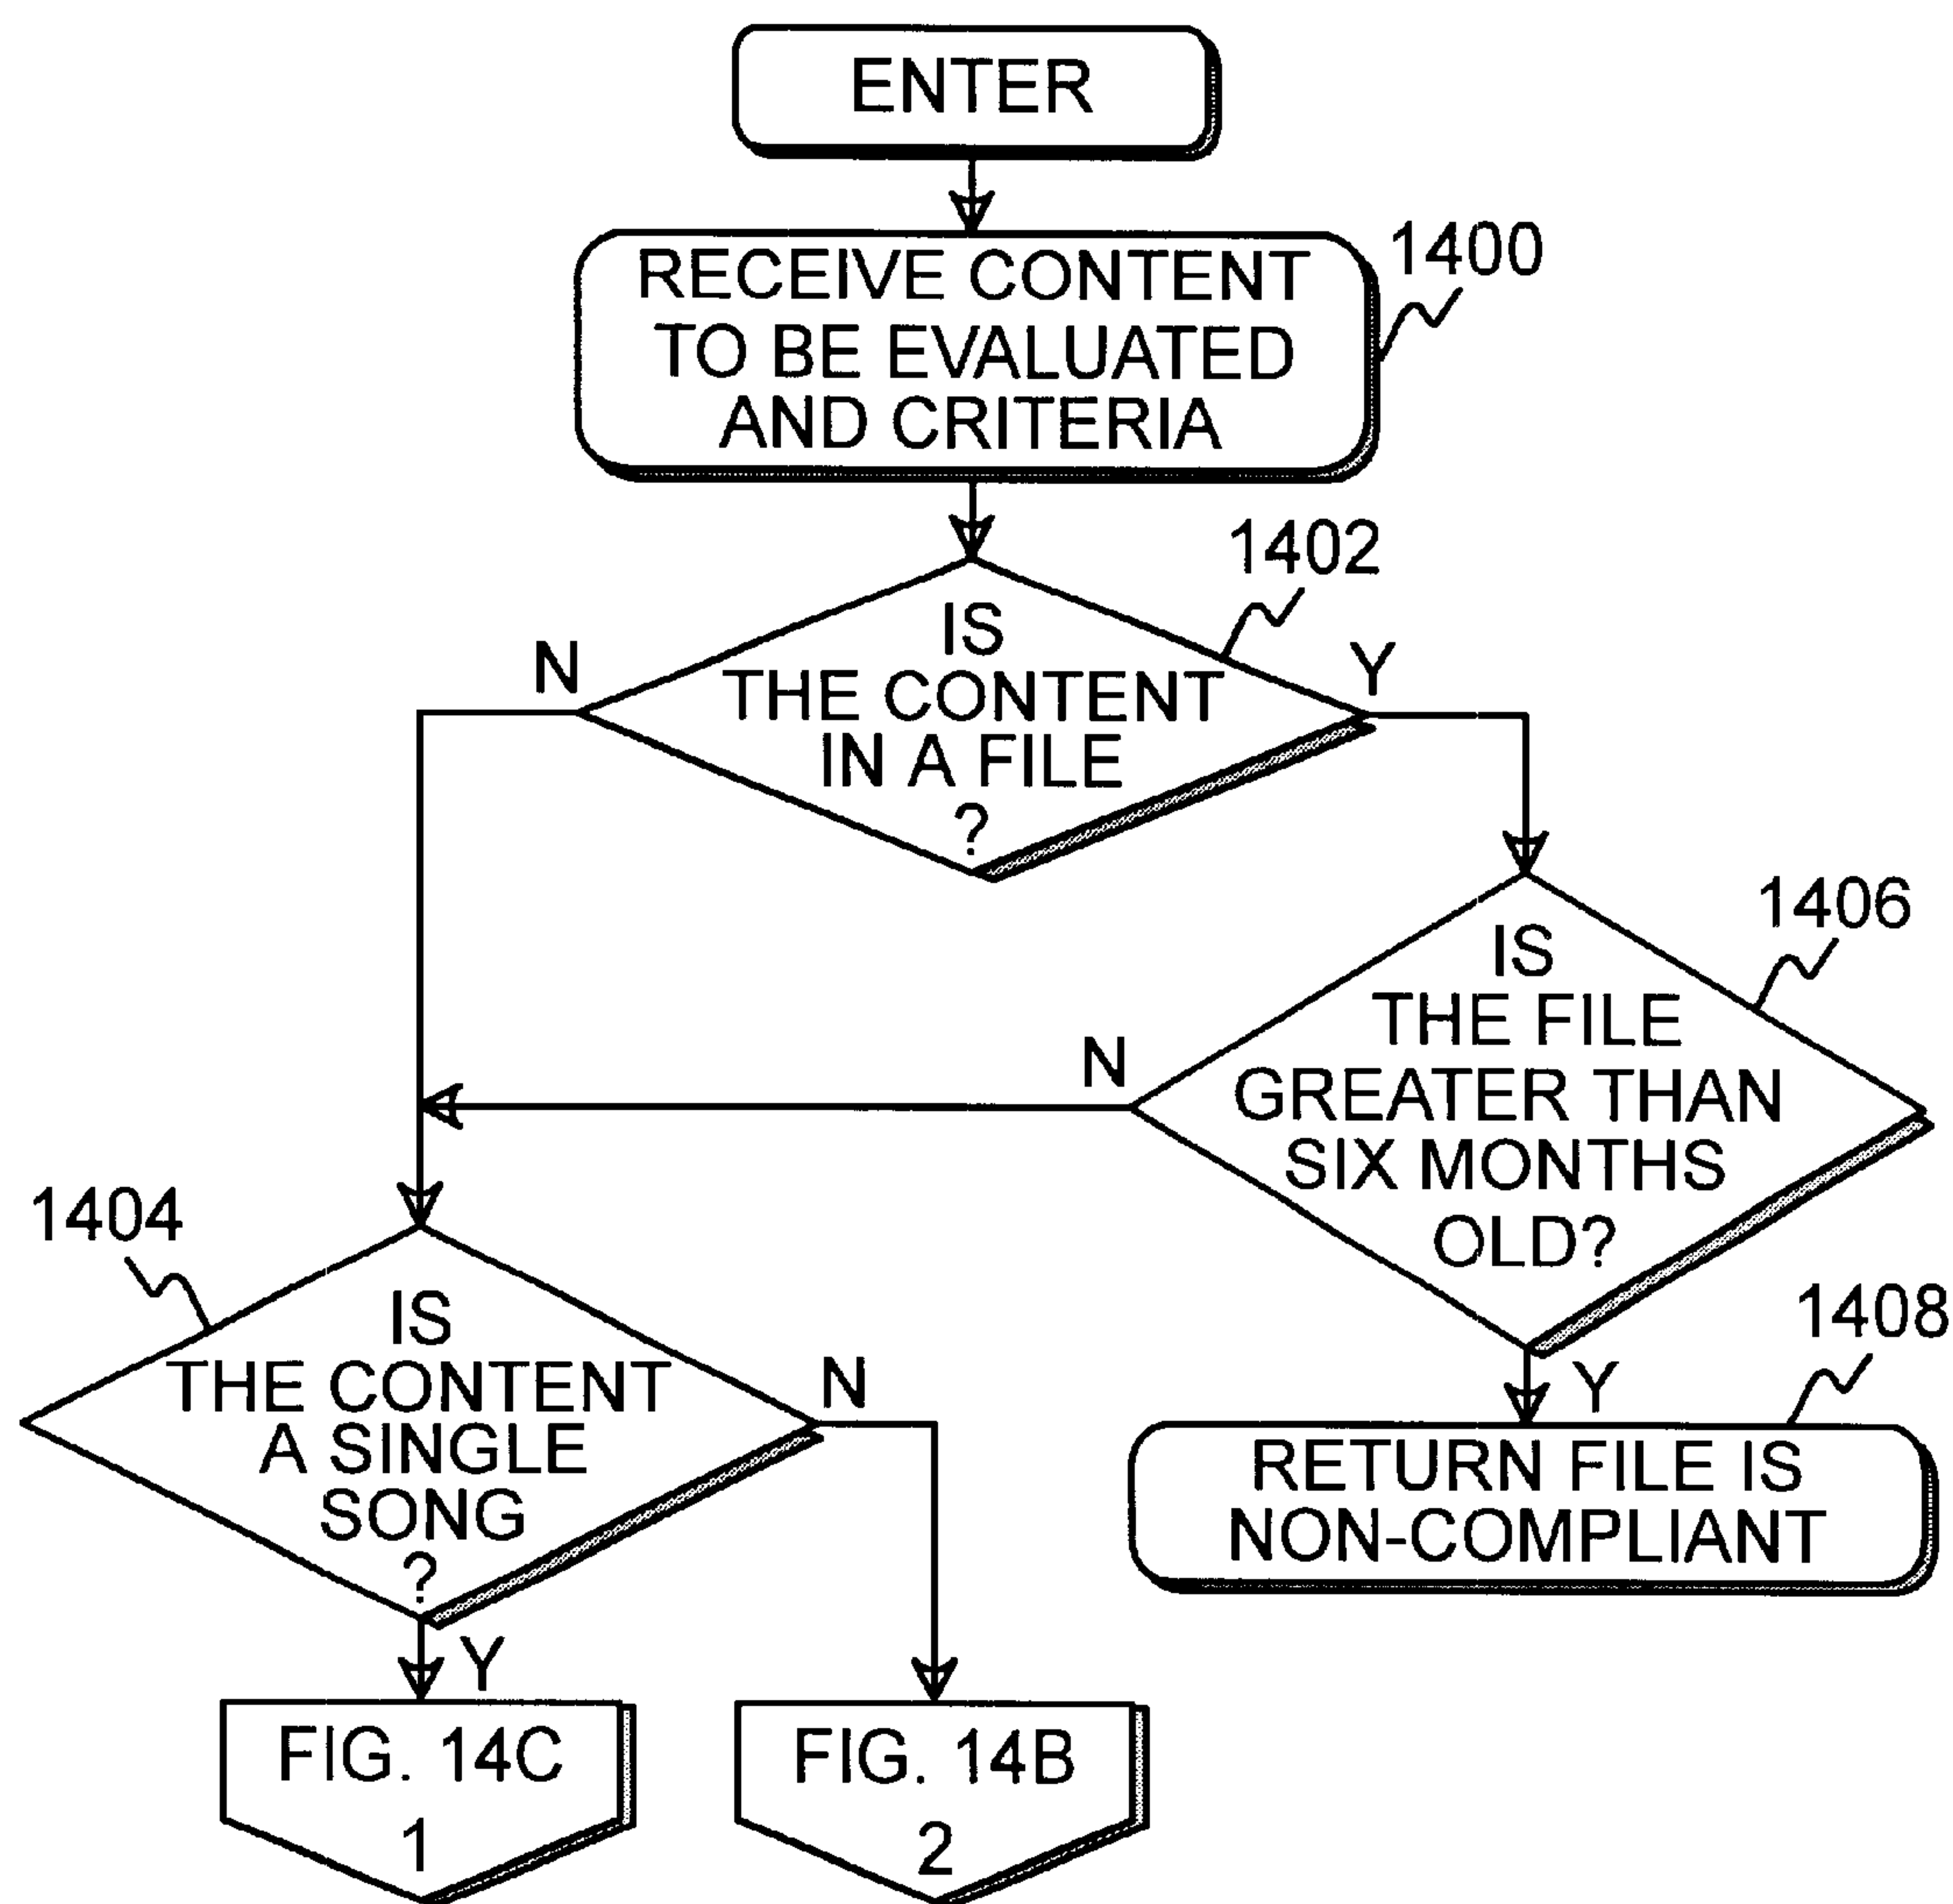 ENTER
RECEIVE CONTENT
TO BE EVALUATED
AND CRITERIA
1400
1402
IS
THE CONTENT
IN A FILE
?
N
Y
1406
IS
THE FILE
GREATER THAN
SIX MONTHS
OLD?
N
Y
1404
IS
THE CONTENT
A SINGLE
SONG
?
N
Y
1408
RETURN FILE IS
NON-COMPLIANT
FIG. 14C
1
FIG. 14B
2